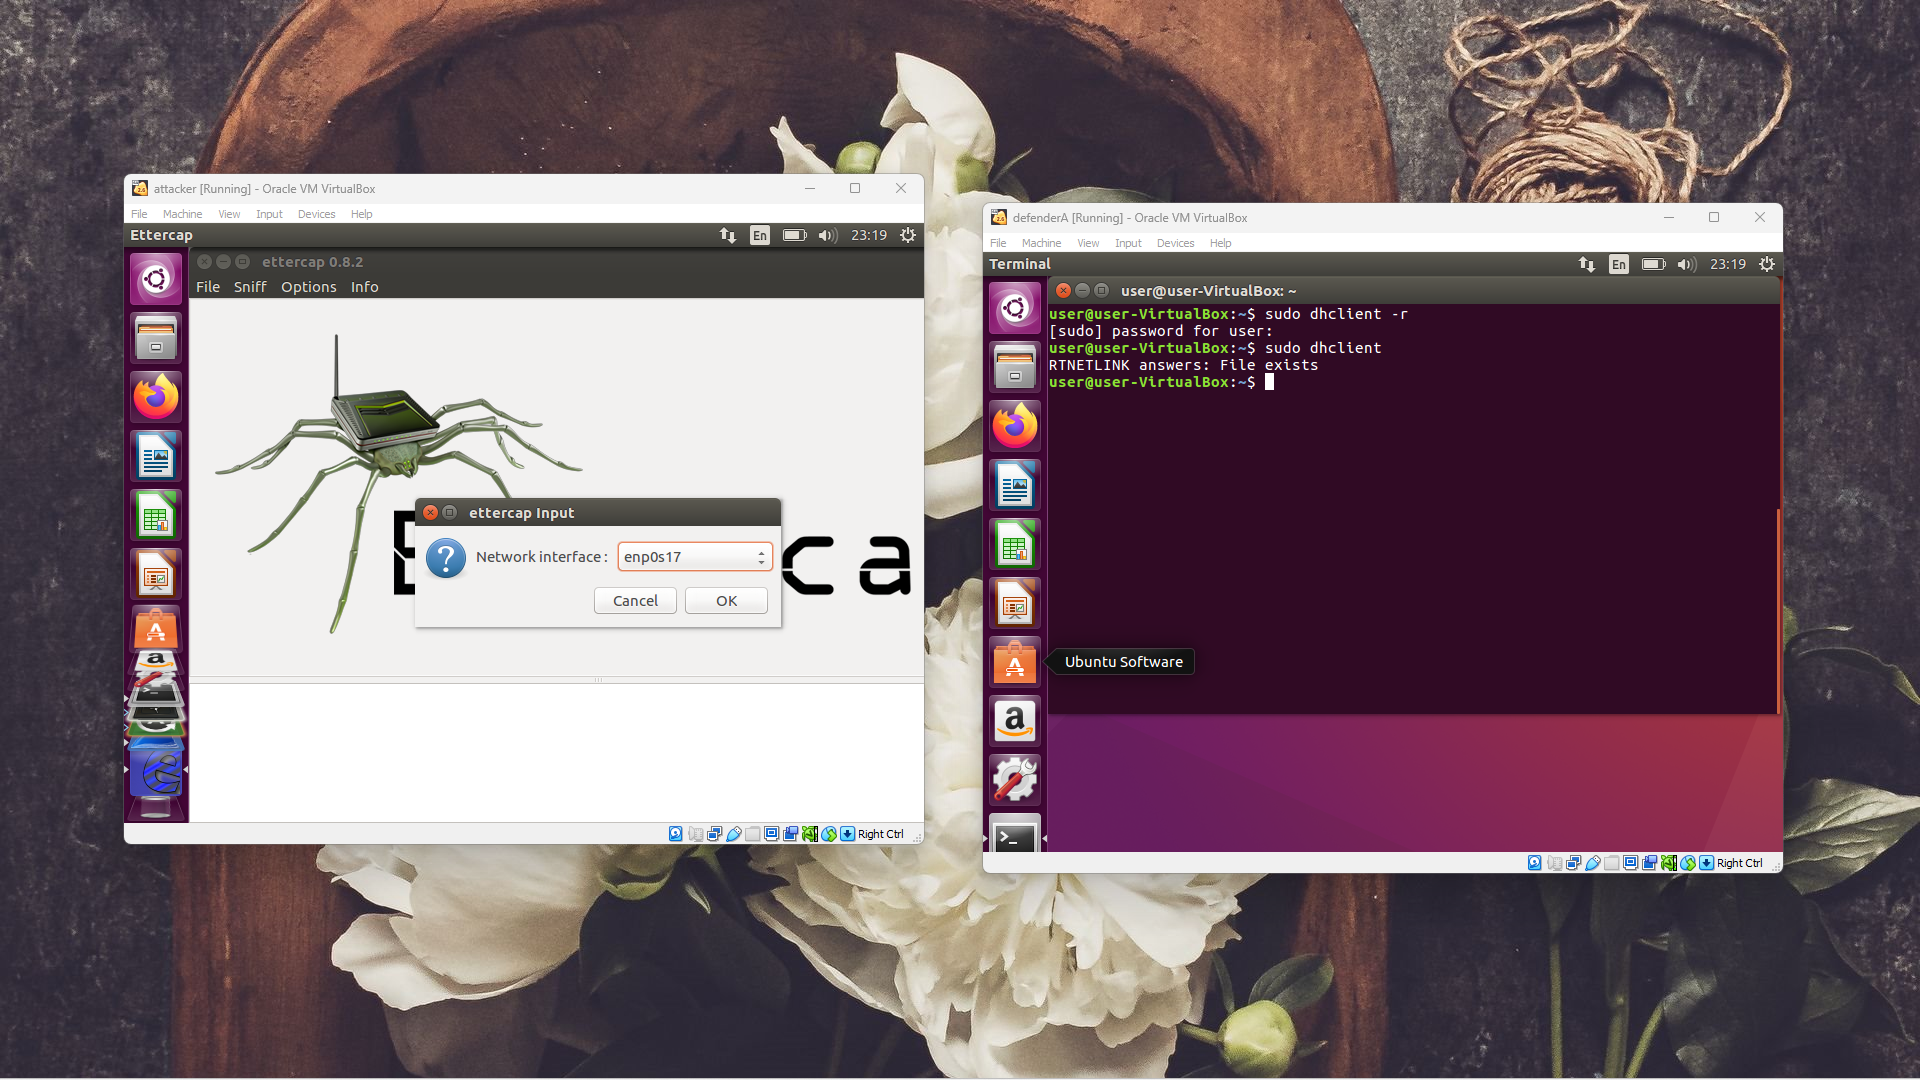 attacker [Running] - Oracle VM VirtualBox
File Machine View Input Devices Help
Ettercap En 23:19
ettercap 0.8.2
File Sniff Options Info
E ca
ettercap Input
Network interface : enp0s17
Cancel OK
Right Ctrl
defenderA [Running] - Oracle VM VirtualBox
File Machine View Input Devices Help
Terminal En 23:19
user@user-VirtualBox: ~
user@user-VirtualBox:~$ sudo dhclient -r
[sudo] password for user:
user@user-VirtualBox:~$ sudo dhclient
RTNETLINK answers: File exists
user@user-VirtualBox:~$
Ubuntu Software
Right Ctrl